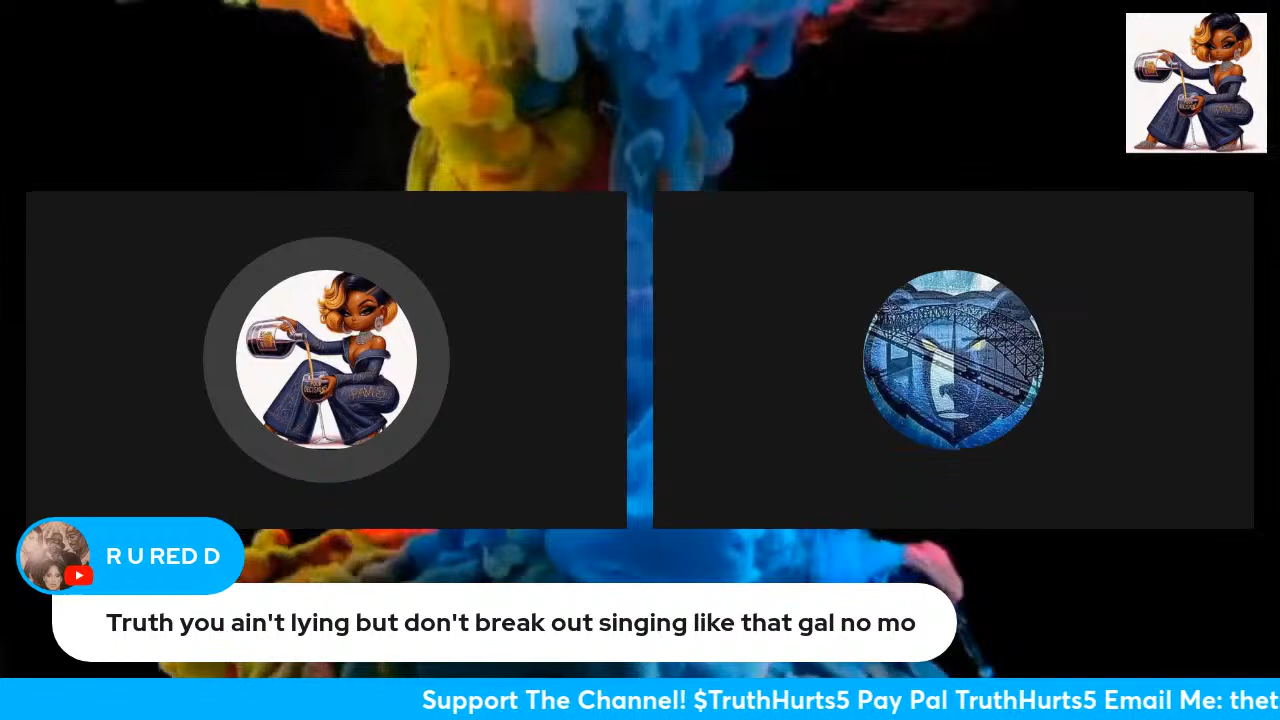 R U RED D
Truth you ain't lying but don't break out singing like that gal no mo
Support The Channel! $TruthHurts5 Pay Pal TruthHurts5 Email Me: thet